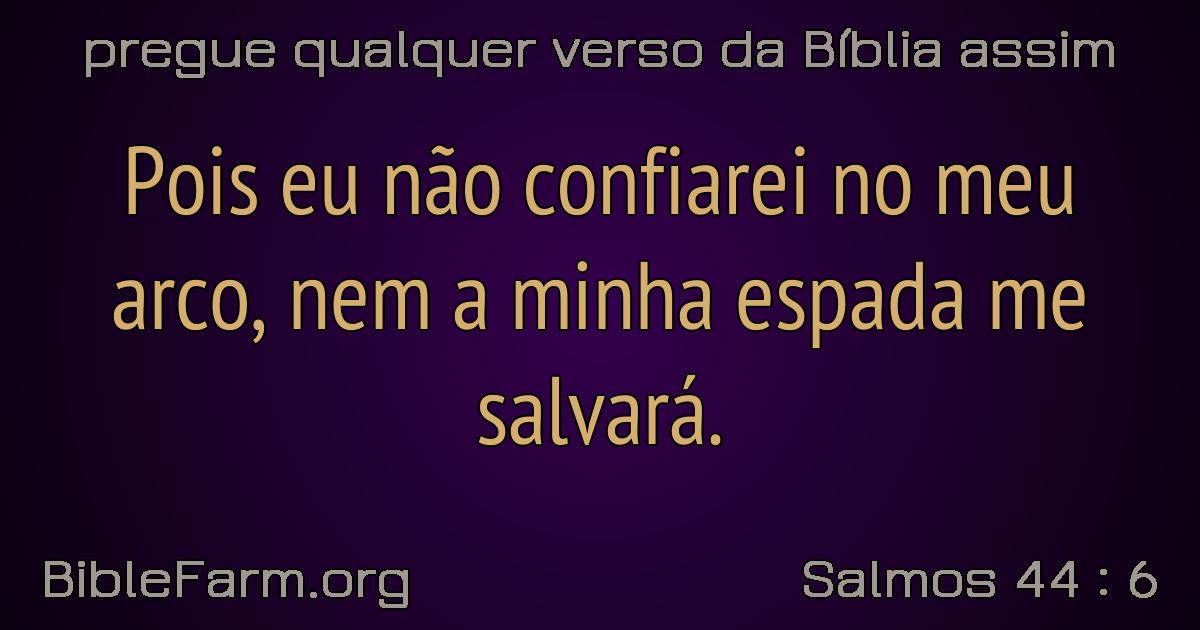 pregue qualquer verso da Bíblia assim
Pois eu não confiarei no meu
arco, nem a minha espada me
salvará.
BibleFarm.org
Salmos 44 : 6